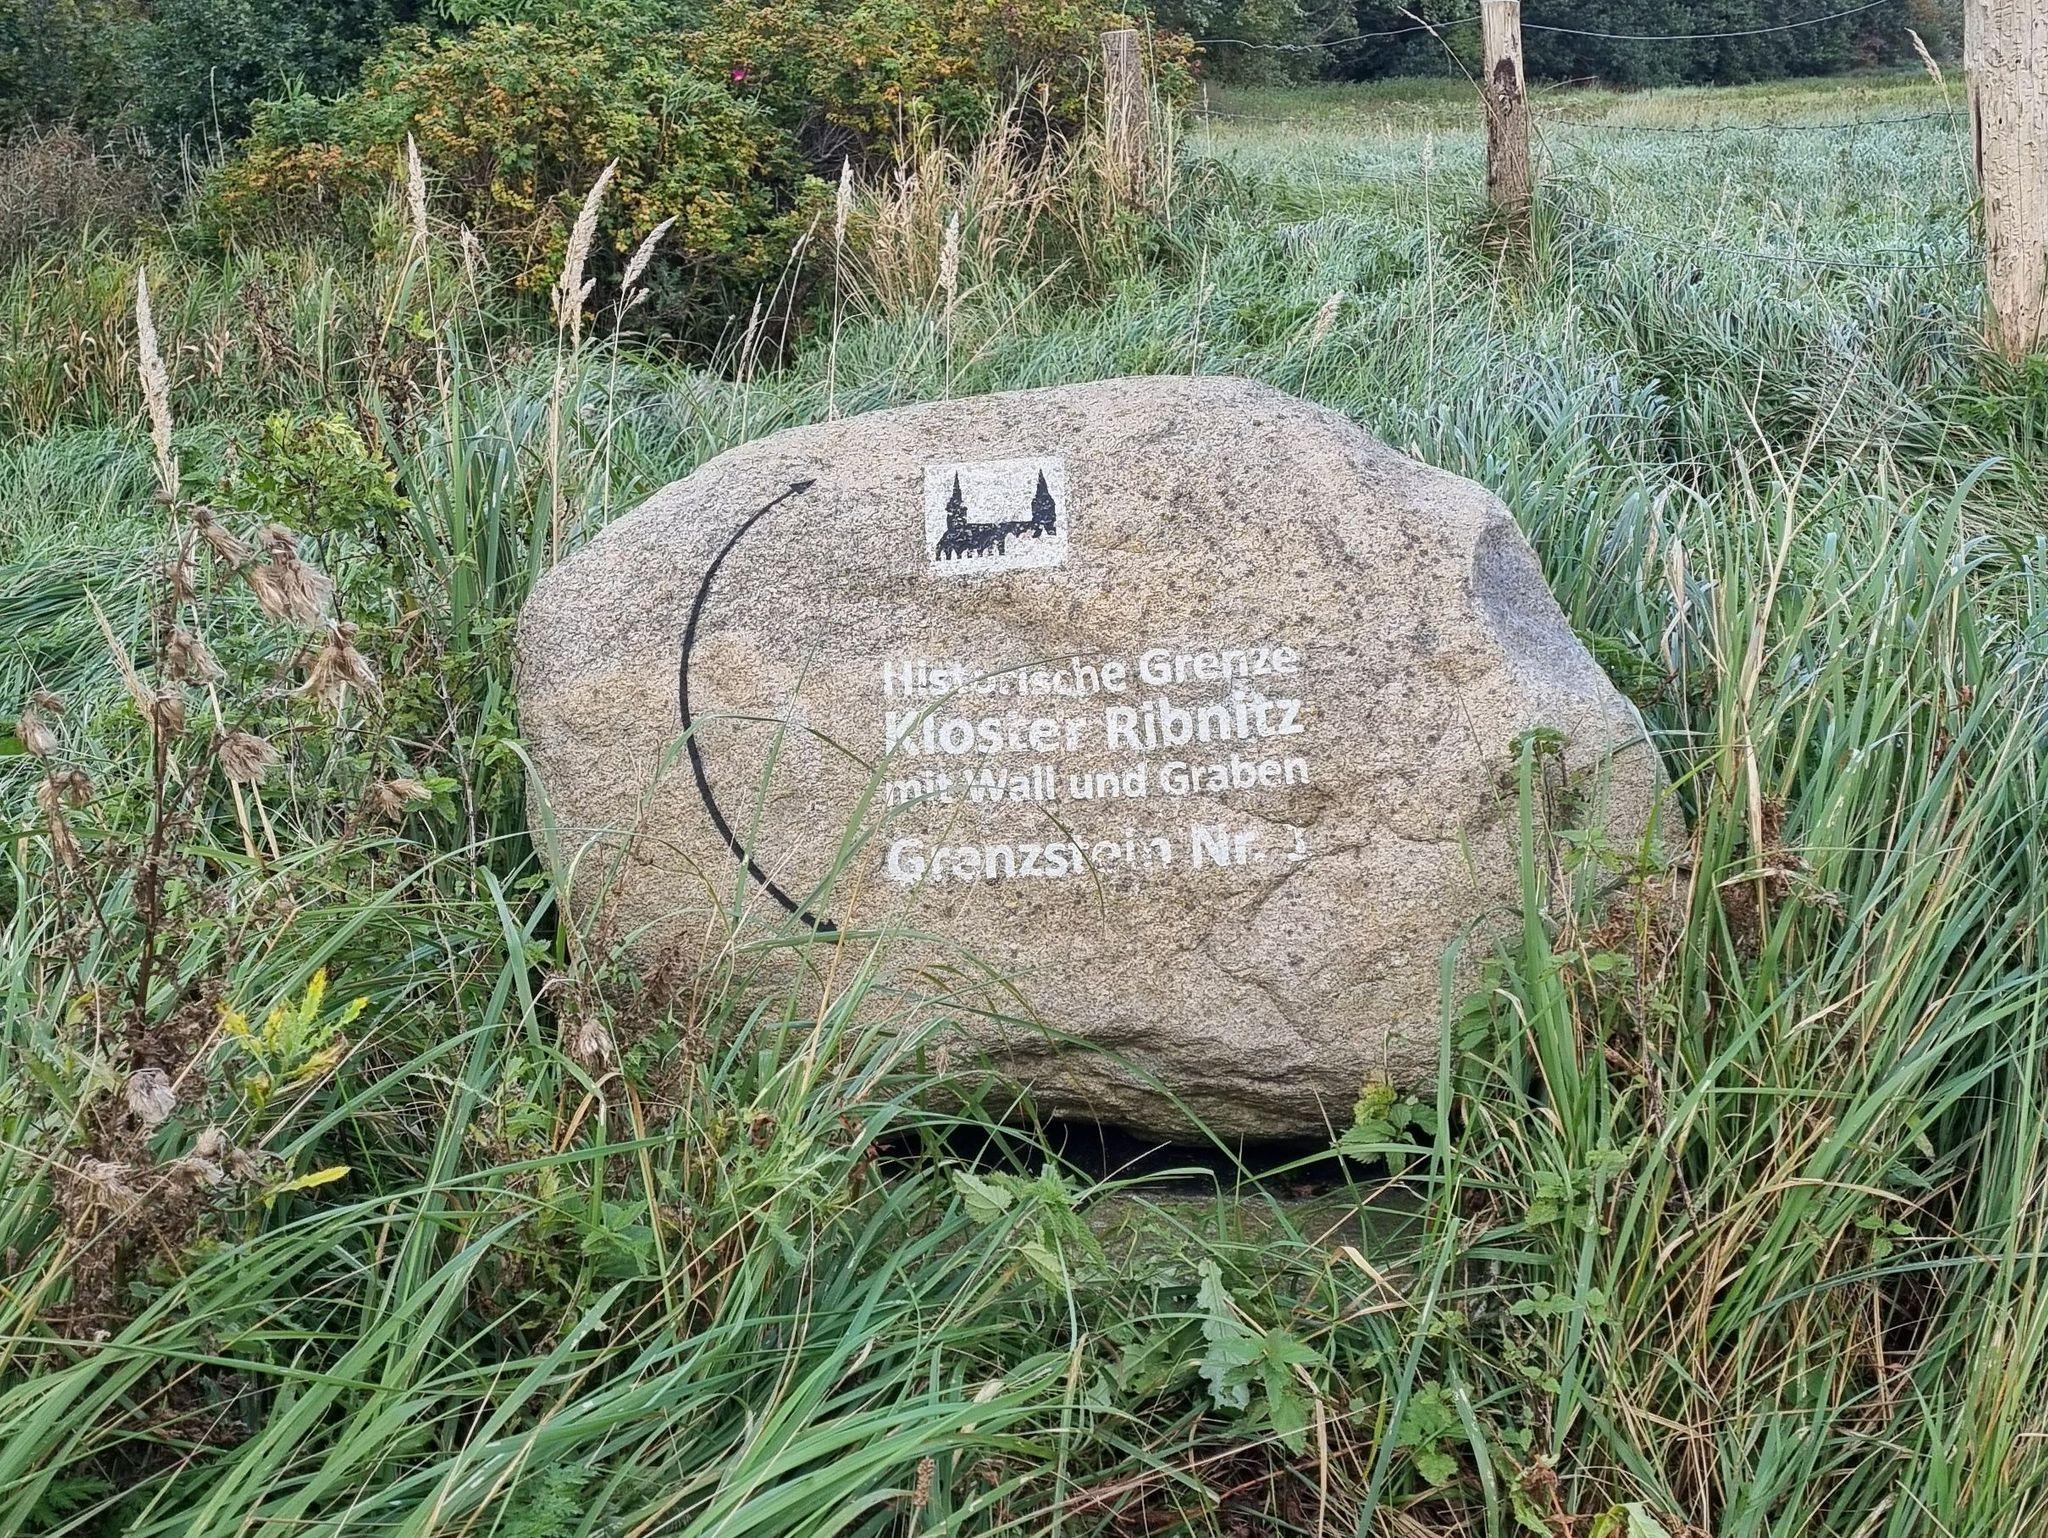 Historische Grenze
Kloster Ribnitz
mit Wall und Graben
Grenzstein Nr.